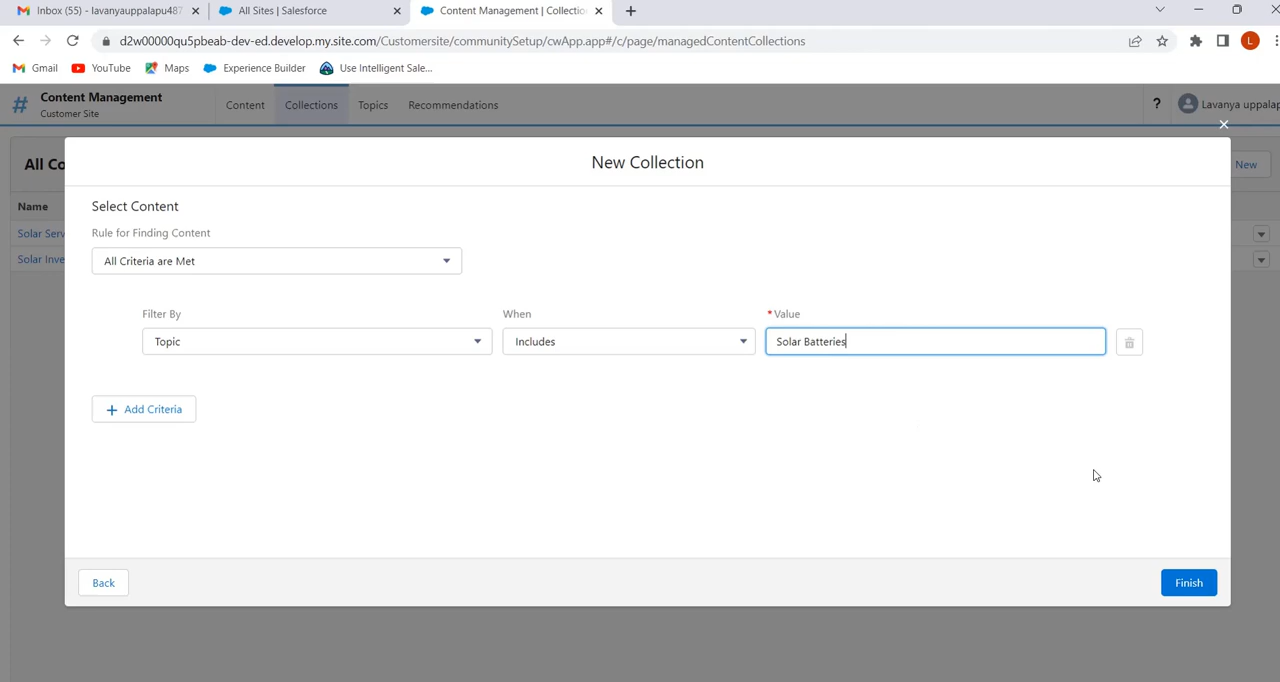 Inbox (55) - lavanyauppalapu487
All Sites | Salesforce
Content Management | Collectio
d2w00000qu5pbeab-dev-ed.develop.my.site.com/Customersite/communitySetup/cwApp.app#/c/page/managedContentCollections
L
Gmail
YouTube
Maps
Experience Builder
Use Intelligent Sale...
Content Management
Customer Site
Content
Collections
Topics
Recommendations
?
Lavanya uppalap
All Co
New Collection
New
Name
Solar Serv
Solar Inve
Select Content
Rule for Finding Content
All Criteria are Met
Filter By
When
* Value
Topic
Includes
Solar Batteries
+ Add Criteria
Back
Finish